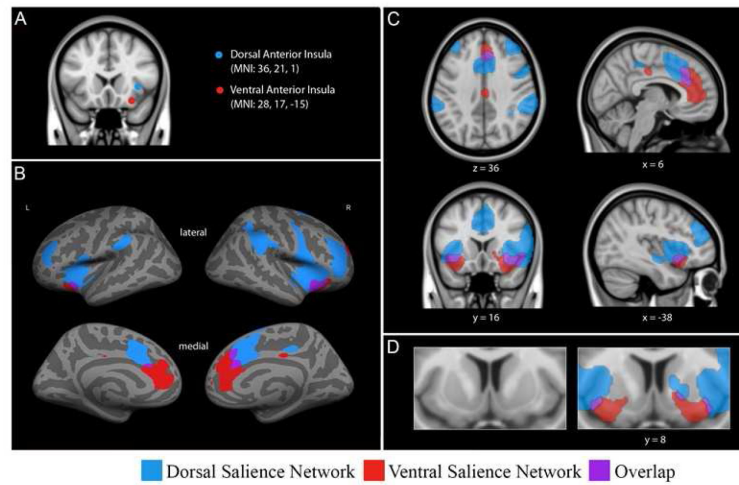 A
Dorsal Anterior Insula
(MNI: 36, 21, 1)
Ventral Anterior Insula
(MNI: 28, 17, -15)
B
L
R
lateral
medial
C
z = 36
x = 6
y = 16
x = -38
D
y = 8
Dorsal Salience Network
Ventral Salience Network
Overlap